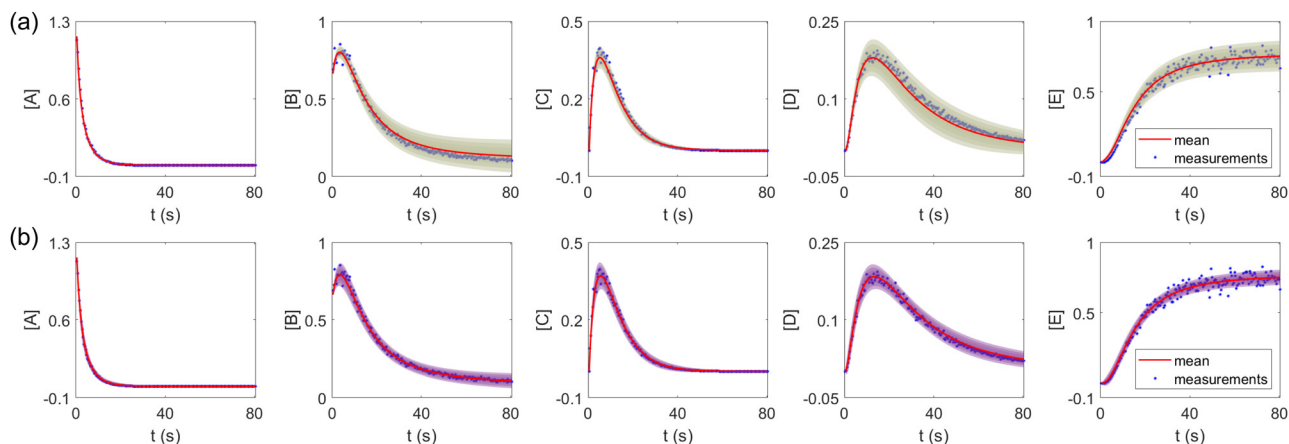 (a)
1.3
0.6
-0.1
[A]
0
40
80
t (s)
1
0.5
0
[B]
0
40
80
t (s)
0.5
0.2
-0.1
[C]
0
40
80
t (s)
0.25
0.1
-0.05
[D]
0
40
80
t (s)
1
0.5
-0.1
[E]
0
40
80
t (s)
mean
measurements
(b)
1.3
0.6
-0.1
[A]
0
40
80
t (s)
1
0.5
0
[B]
0
40
80
t (s)
0.5
0.2
-0.1
[C]
0
40
80
t (s)
0.25
0.1
-0.05
[D]
0
40
80
t (s)
1
0.5
-0.1
[E]
0
40
80
t (s)
mean
measurements